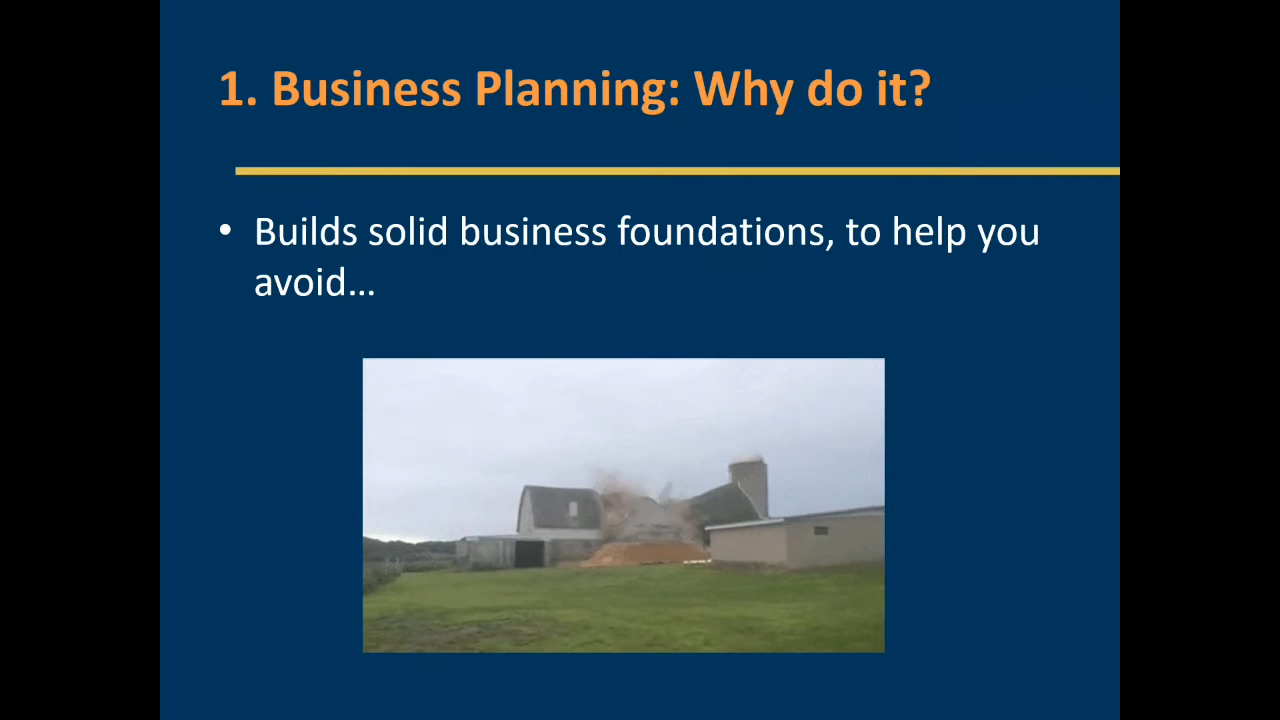 1. Business Planning: Why do it?
• Builds solid business foundations, to help you
avoid…